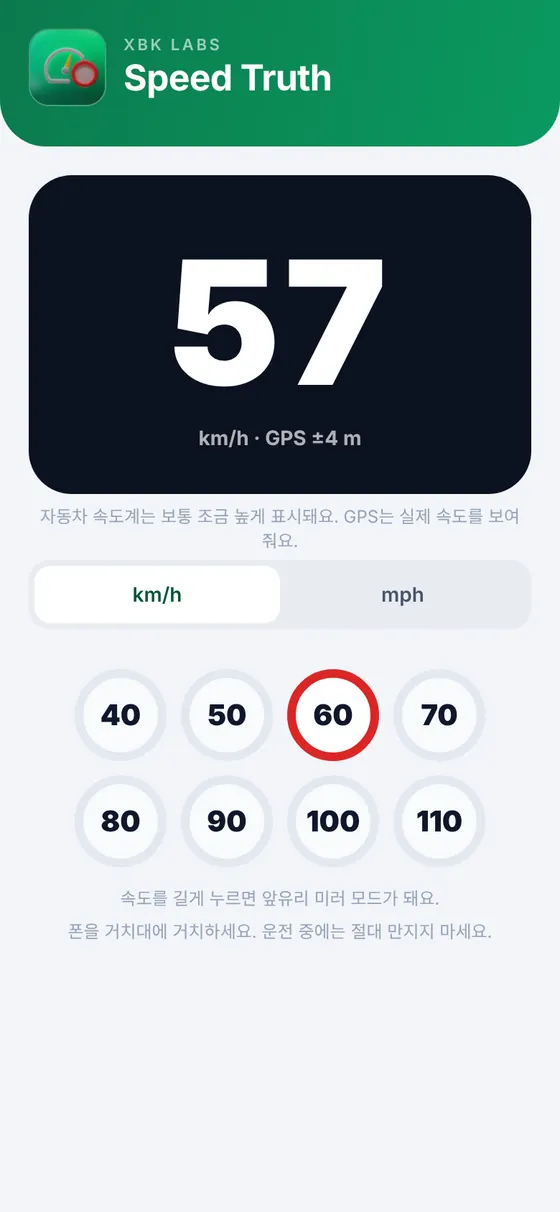 XBK LABS
Speed Truth
57
km/h · GPS ±4 m
자동차 속도계는 보통 조금 높게 표시돼요. GPS는 실제 속도를 보여
줘요.
km/h mph
40 50 60 70
80 90 100 110
속도를 길게 누르면 앞유리 미러 모드가 돼요.
폰을 거치대에 거치하세요. 운전 중에는 절대 만지지 마세요.